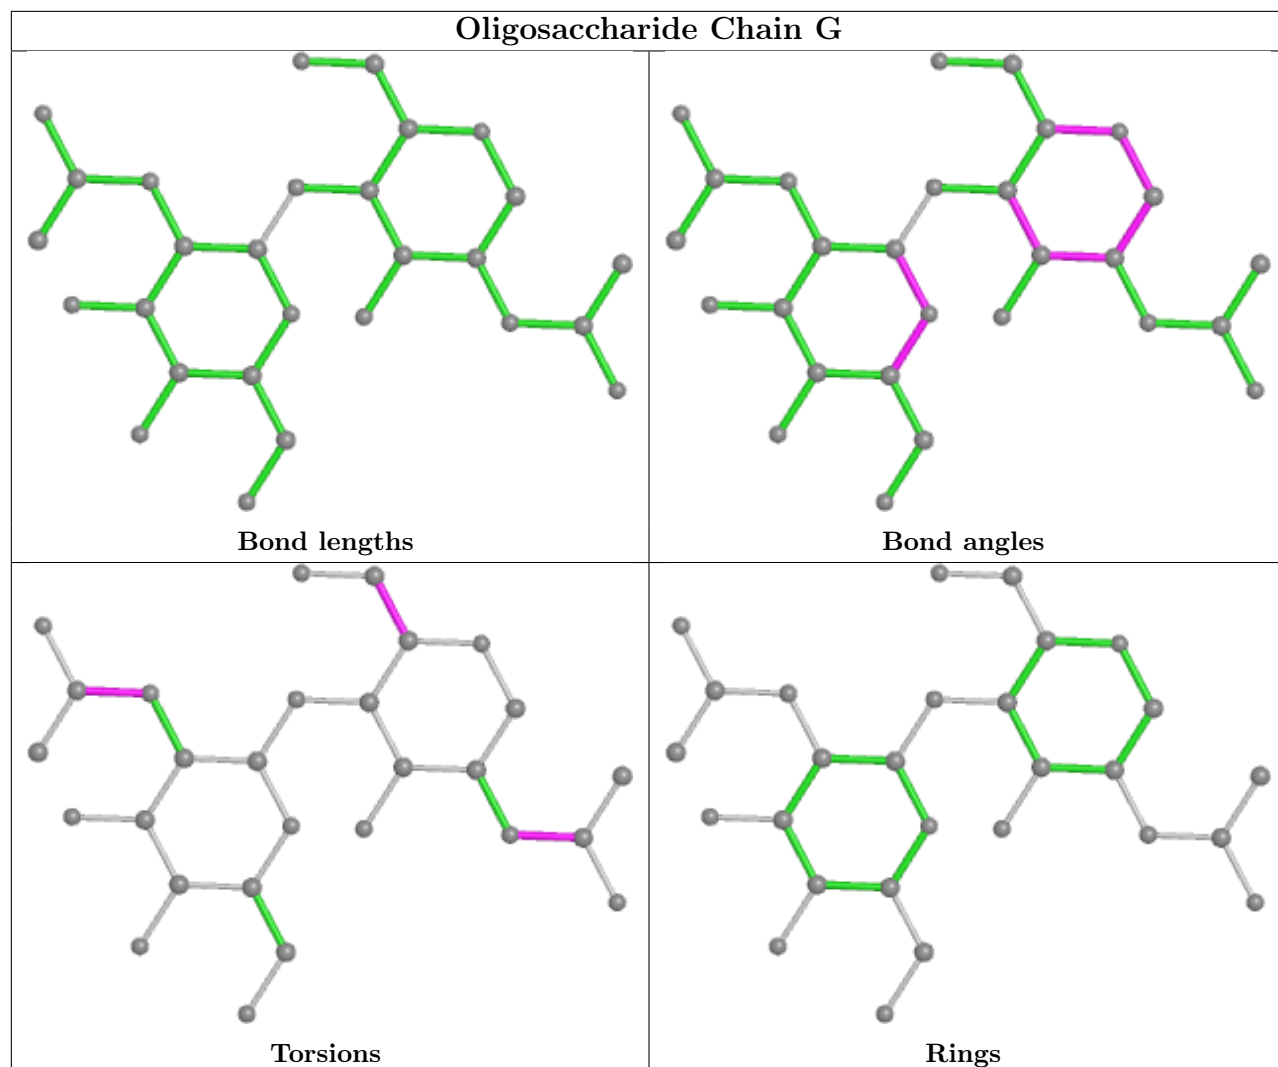 Oligosaccharide Chain G
Bond lengths
Bond angles
Torsions
Rings